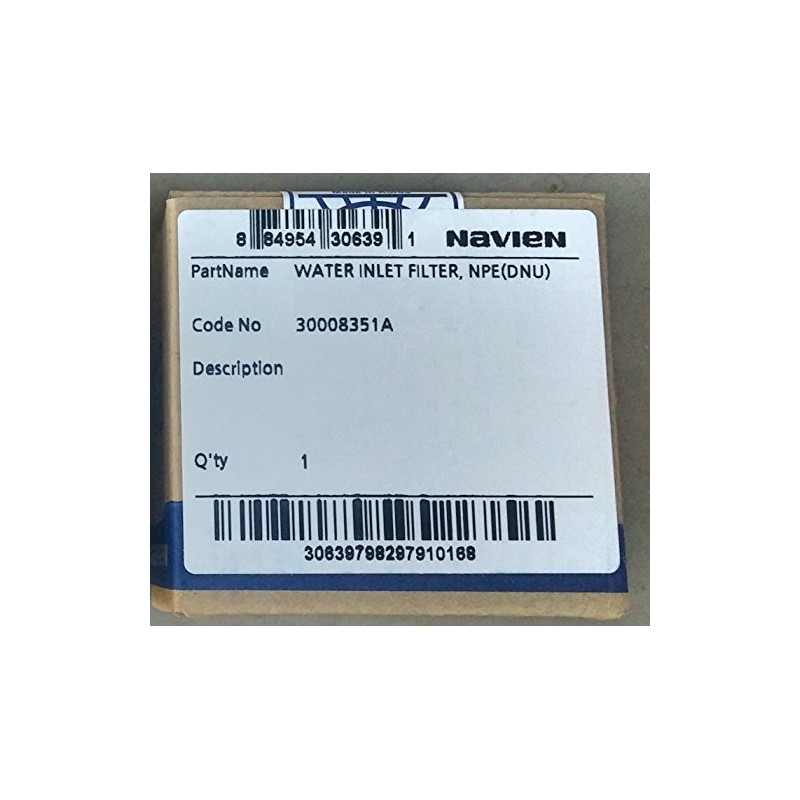 8 84954 30639 1 NAVIEN
PartName WATER INLET FILTER, NPE(DNU)
Code No 30008351A
Description
Q'ty 1
30639798297910168